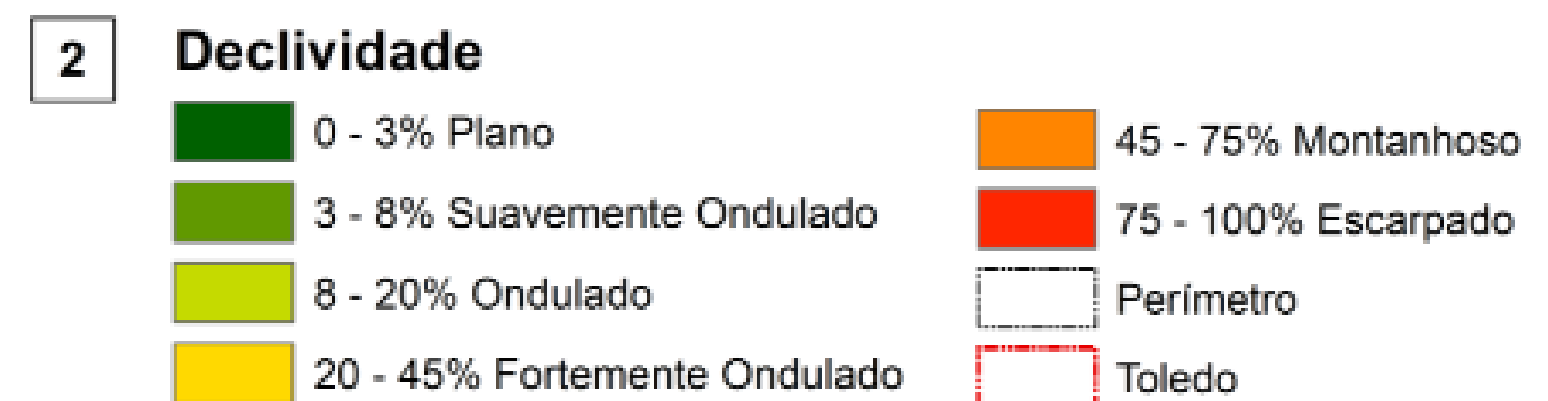 2
Declividade
0 - 3% Plano
3 - 8% Suavemente Ondulado
8 - 20% Ondulado
20 - 45% Fortemente Ondulado
45 - 75% Montanhoso
75 - 100% Escarpado
Perímetro
Toledo